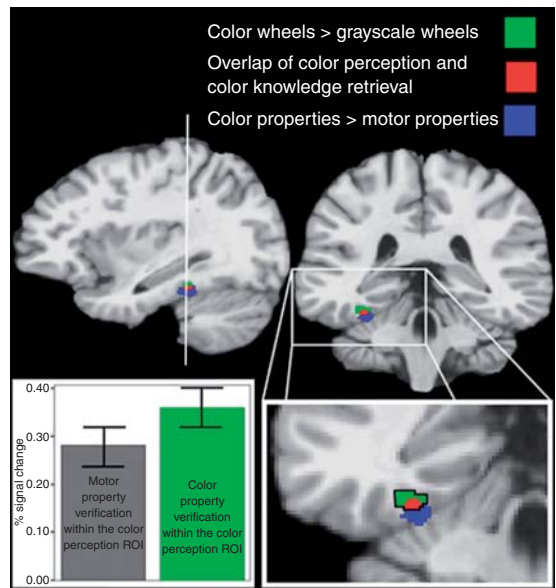 Color wheels > grayscale wheels
Overlap of color perception and
color knowledge retrieval
Color properties > motor properties
0.40
0.30
0.20
0.10
0.00
% signal change
Motor
property
verification
within the color
perception ROI
Color
property
verification
within the color
perception ROI